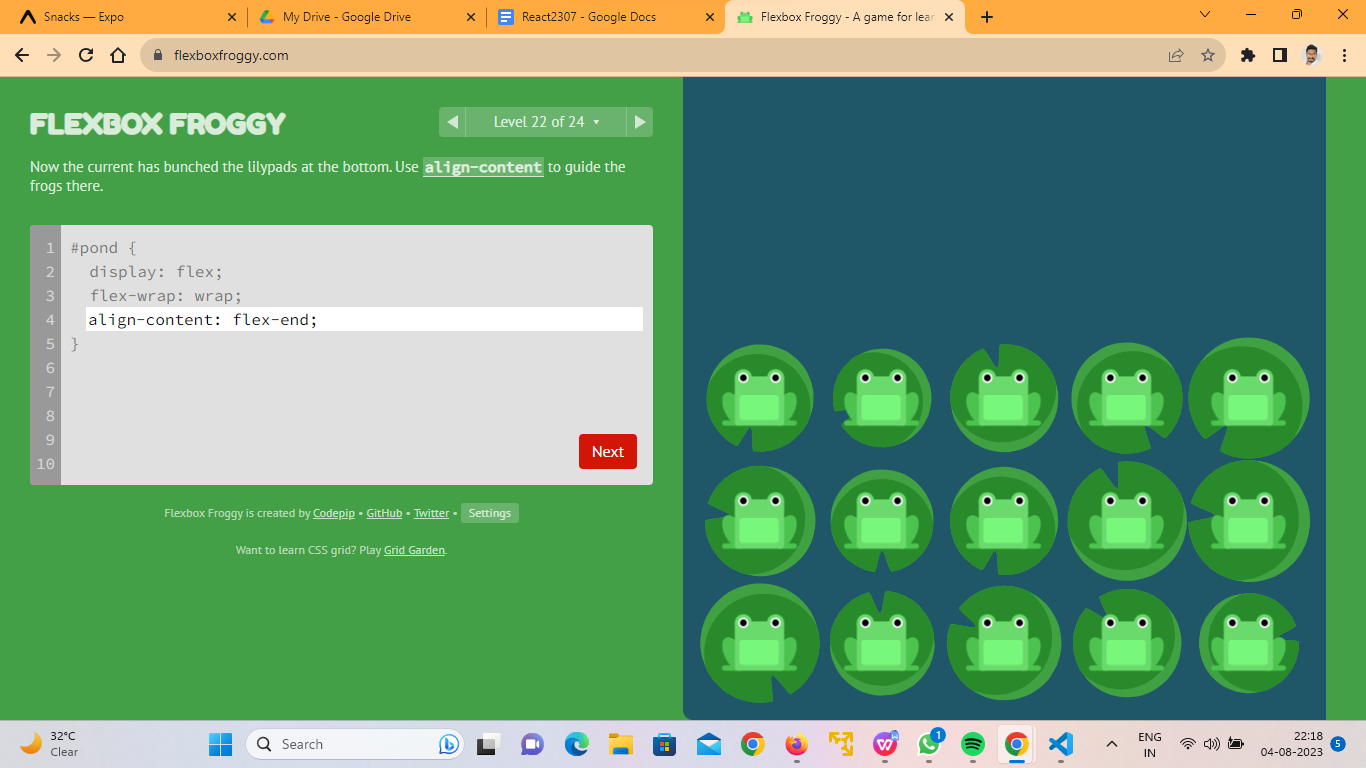 Snacks — Expo
My Drive - Google Drive
React2307 - Google Docs
Flexbox Froggy - A game for lear
flexboxfroggy.com
FLEXBOX FROGGY
Level 22 of 24
Now the current has bunched the lilypads at the bottom. Use align-content to guide the
frogs there.
1 #pond {
2 display: flex;
3 flex-wrap: wrap;
4 align-content: flex-end;
5 }
6
7
8
9
10
Next
Flexbox Froggy is created by Codepip • GitHub • Twitter • Settings
Want to learn CSS grid? Play Grid Garden.
32°C
Clear
Search
1
ENG
IN
22:18
04-08-2023
5